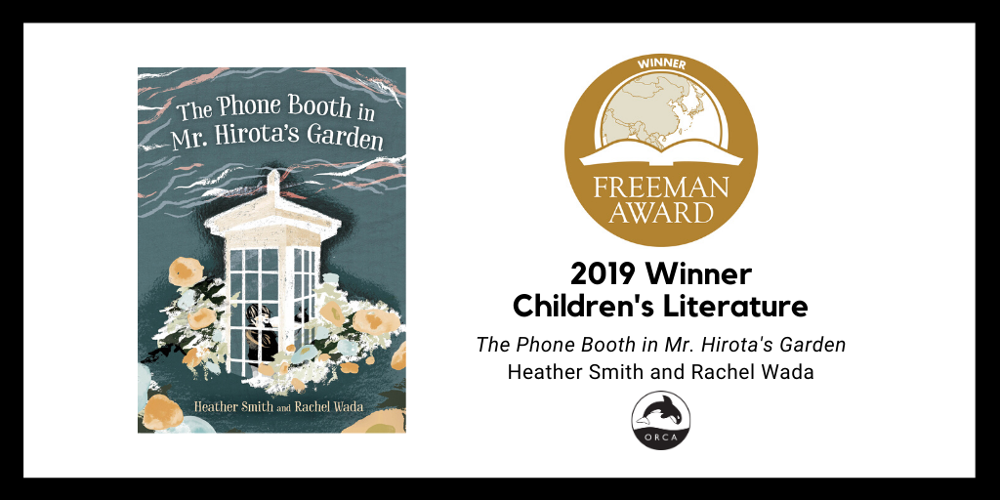 The Phone Booth in
Mr. Hirota's Garden
Heather Smith and Rachel Wada
WINNER
FREEMAN
AWARD
2019 Winner
Children's Literature
The Phone Booth in Mr. Hirota's Garden
Heather Smith and Rachel Wada
ORCA